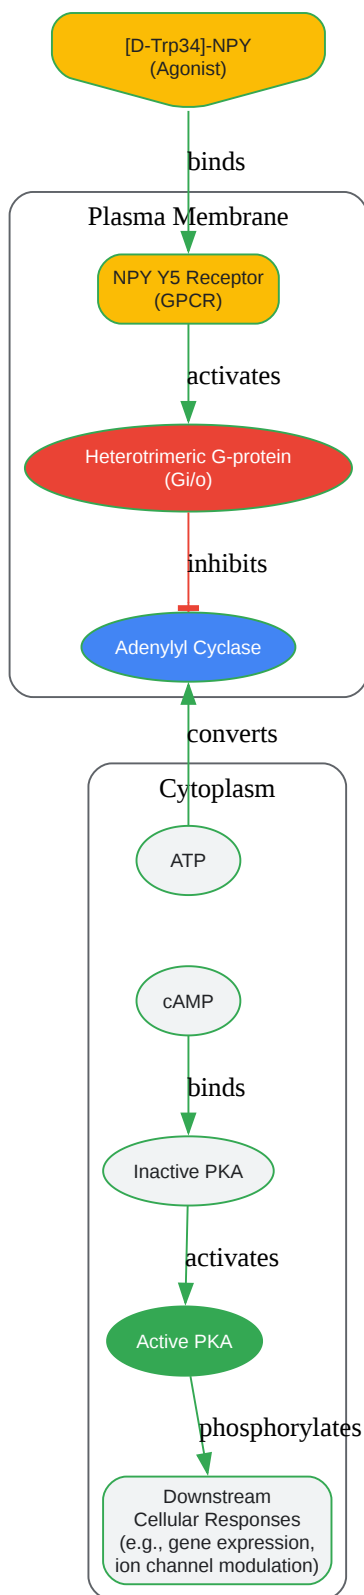 [D-Trp34]-NPY
(Agonist)
binds
Plasma Membrane
NPY Y5 Receptor
(GPCR)
activates
Heterotrimeric G-protein
(Gi/o)
inhibits
Adenylyl Cyclase
converts
Cytoplasm
ATP
cAMP
binds
Inactive PKA
activates
Active PKA
phosphorylates
Downstream
Cellular Responses
(e.g., gene expression,
ion channel modulation)